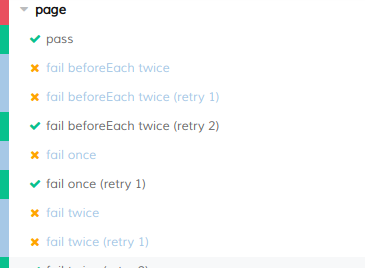 page
pass
fail beforeEach twice
fail beforeEach twice (retry 1)
fail beforeEach twice (retry 2)
fail once
fail once (retry 1)
fail twice
fail twice (retry 1)